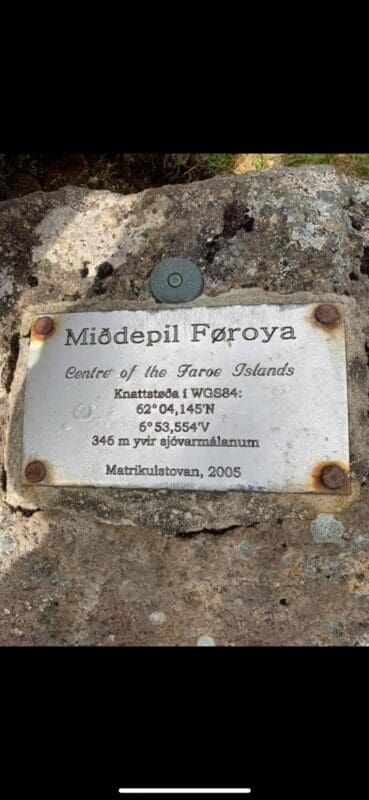 Miðdepil Føroya
Centre of the Faroe Islands
Knattstøða í WGS84:
62° 04,145'N
6° 53,554'V
346 m yvir sjóvarmálanum
Matrikulstovan, 2005